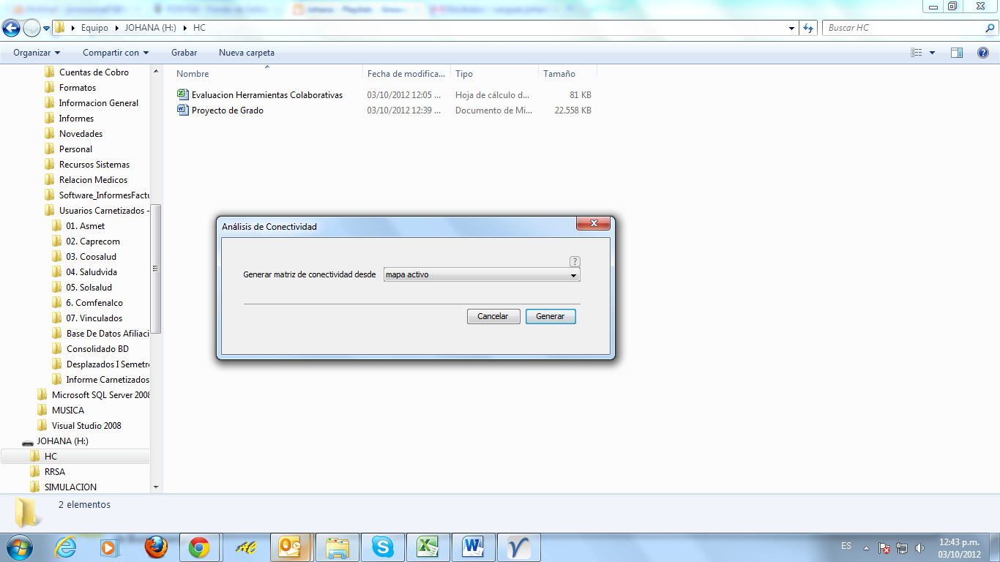 Equipo JOHANA (H:) HC
Buscar HC
Organizar Compartir con Grabar Nueva carpeta
Cuentas de Cobro
Formatos
Informacion General
Informes
Novedades
Personal
Recursos Sistemas
Relacion Medicos
Software_InformesFactu
Usuarios Carnetizados -
01. Asmet
02. Caprecom
03. Coosalud
04. Saludvida
05. Solsalud
6. Comfenalco
07. Vinculados
Base De Datos Afiliaci
Consolidado BD
Desplazados I Semetre
Informe Carnetizados
Microsoft SQL Server 2008
MUSICA
Visual Studio 2008
JOHANA (H:)
HC
RRSA
SIMULACION
Nombre Fecha de modifica... Tipo Tamaño
Evaluacion Herramientas Colaborativas 03/10/2012 12:05 ... Hoja de cálculo d... 81 KB
Proyecto de Grado 03/10/2012 12:39 ... Documento de Mi... 22.558 KB
Análisis de Conectividad
?
Generar matriz de conectividad desde mapa activo
Cancelar Generar
2 elementos
ES
12:43 p.m.
03/10/2012